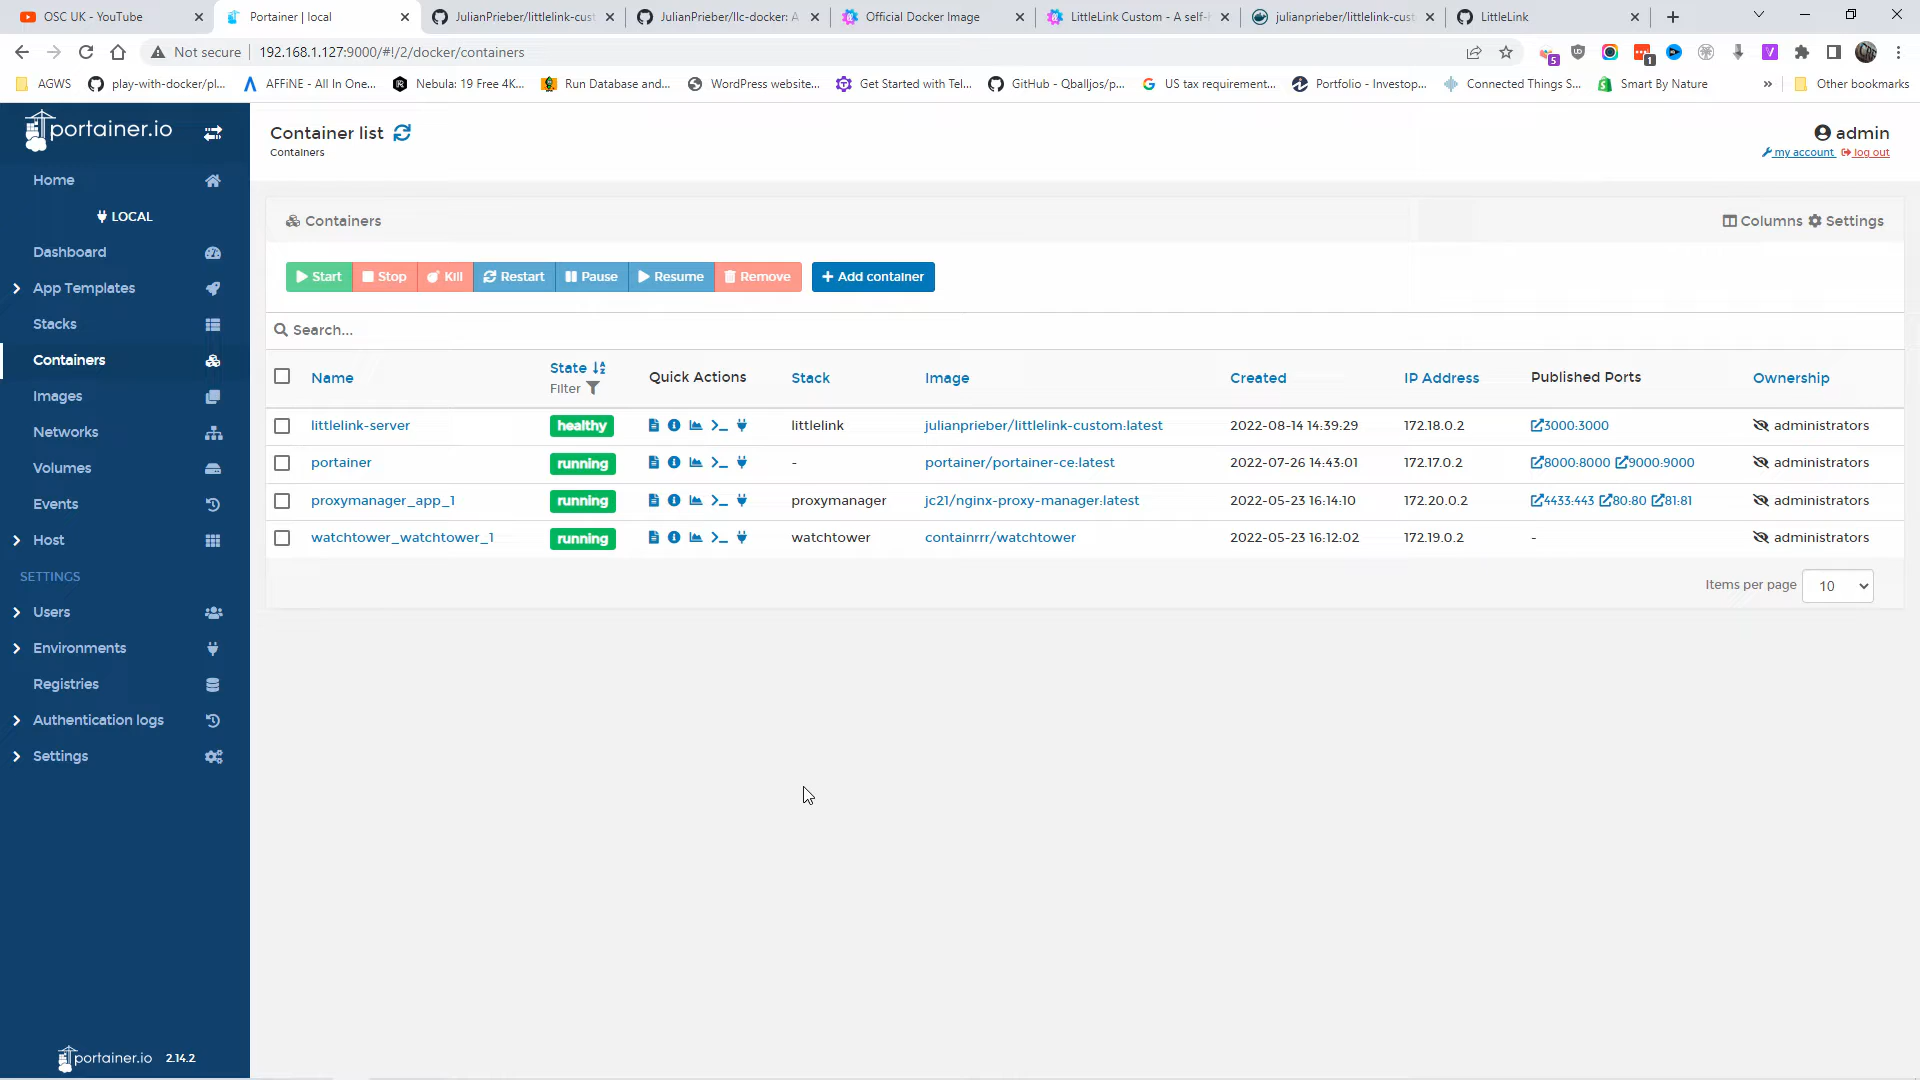 OSC UK - YouTube
Portainer | local
JulianPrieber/littlelink-cust
JulianPrieber/llc-docker: A
Official Docker Image
LittleLink Custom - A self-h
julianprieber/littlelink-cust
LittleLink
Not secure
192.168.1.127:9000/#!/2/docker/containers
5
1
AGWS
play-with-docker/pl...
AFFiNE - All In One...
Nebula: 19 Free 4K...
Run Database and...
WordPress website...
Get Started with Tel...
GitHub - Qballjos/p...
US tax requirement...
Portfolio - Investop...
Connected Things S...
Smart By Nature
»
Other bookmarks
portainer.io
Home
LOCAL
Dashboard
App Templates
Stacks
Containers
Images
Networks
Volumes
Events
Host
SETTINGS
Users
Environments
Registries
Authentication logs
Settings
portainer.io 2.14.2
Container list
Containers
admin
my account log out
Containers
Columns Settings
Start Stop Kill Restart Pause Resume Remove + Add container
Search...
Name State Filter Quick Actions Stack Image Created IP Address Published Ports Ownership
littlelink-server healthy littlelink julianprieber/littlelink-custom:latest 2022-08-14 14:39:29 172.18.0.2 3000:3000 administrators
portainer running - portainer/portainer-ce:latest 2022-07-26 14:43:01 172.17.0.2 8000:8000 9000:9000 administrators
proxymanager_app_1 running proxymanager jc21/nginx-proxy-manager:latest 2022-05-23 16:14:10 172.20.0.2 4433:443 80:80 81:81 administrators
watchtower_watchtower_1 running watchtower containrrr/watchtower 2022-05-23 16:12:02 172.19.0.2 - administrators
Items per page 10